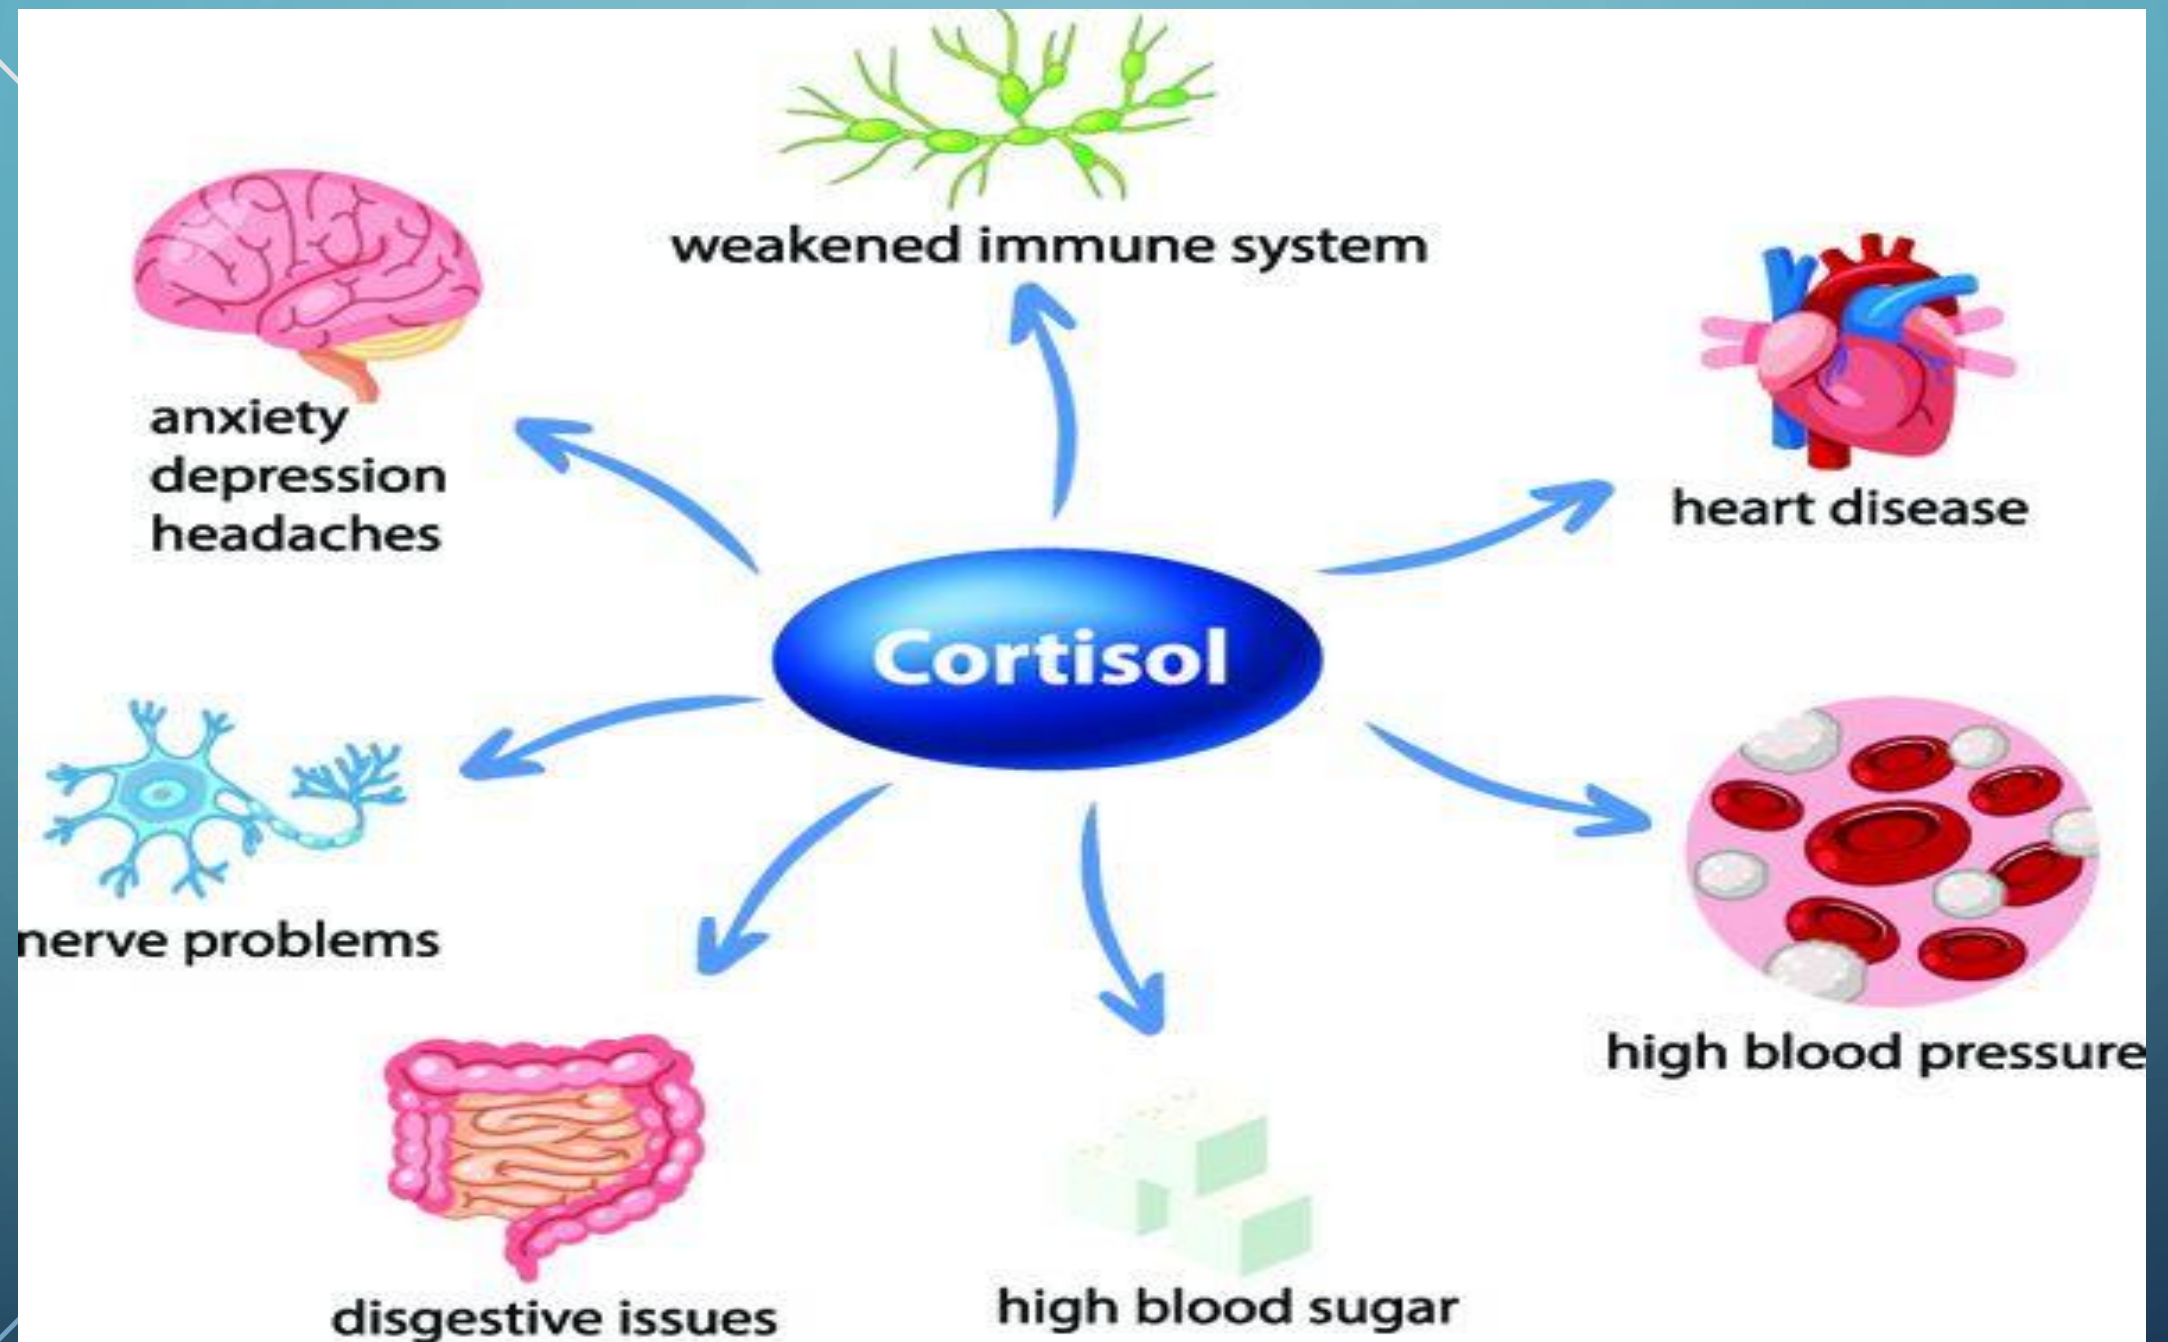 weakened immune system
anxiety
depression
headaches
heart disease
Cortisol
nerve problems
high blood pressure
disgestive issues
high blood sugar